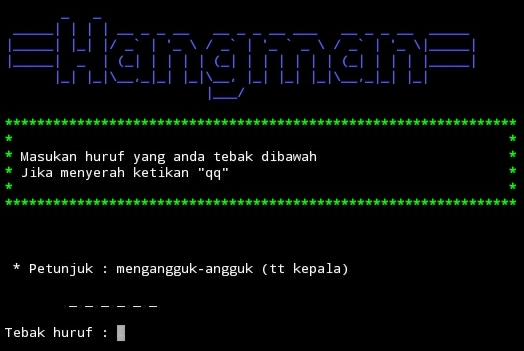 Hangman
* Masukan huruf yang anda tebak dibawah *
* Jika menyerah ketikan "qq" *
* Petunjuk : mengangguk-angguk (tt kepala)
_ _ _ _ _ _
Tebak huruf :